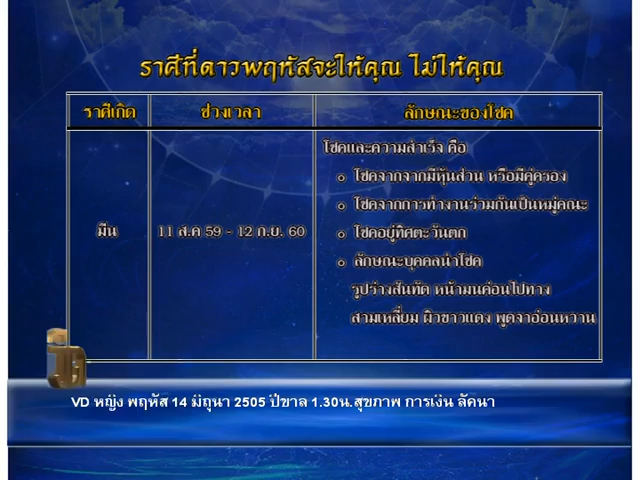 ราศีที่ดาวพฤหัสจะให้คุณ ไม่ให้คุณ
ราศีเกิด ช่วงเวลา ลักษณะของโชค
มีน 11 ส.ค 59 - 12 ก.ย. 60
โชคและความสำเร็จ คือ
โชคจากจากมีหุ้นส่วน หรือมีคู่ครอง
โชคจากการทำงานร่วมกันเป็นหมู่คณะ
โชคอยู่ทิศตะวันตก
ลักษณะบุคคลนำโชค
รูปร่างสันทัด หน้ามนค่อนไปทาง
สามเหลี่ยม ผิวขาวแดง พูดจาอ่อนหวาน
VD หญิง พฤหัส 14 มิถุนา 2505 ปีขาล 1.30น.สุขภาพ การเงิน ลัคนา